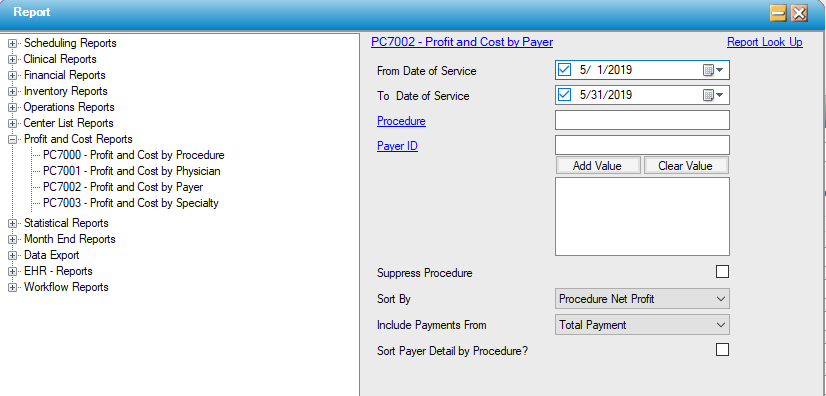 Report
Scheduling Reports
Clinical Reports
Financial Reports
Inventory Reports
Operations Reports
Center List Reports
Profit and Cost Reports
PC7000 - Profit and Cost by Procedure
PC7001 - Profit and Cost by Physician
PC7002 - Profit and Cost by Payer
PC7003 - Profit and Cost by Specialty
Statistical Reports
Month End Reports
Data Export
EHR - Reports
Workflow Reports
PC7002 - Profit and Cost by Payer Report Look Up
From Date of Service 5/ 1/2019
To Date of Service 5/31/2019
Procedure
Payer ID
Add Value Clear Value
Suppress Procedure
Sort By Procedure Net Profit
Include Payments From Total Payment
Sort Payer Detail by Procedure?